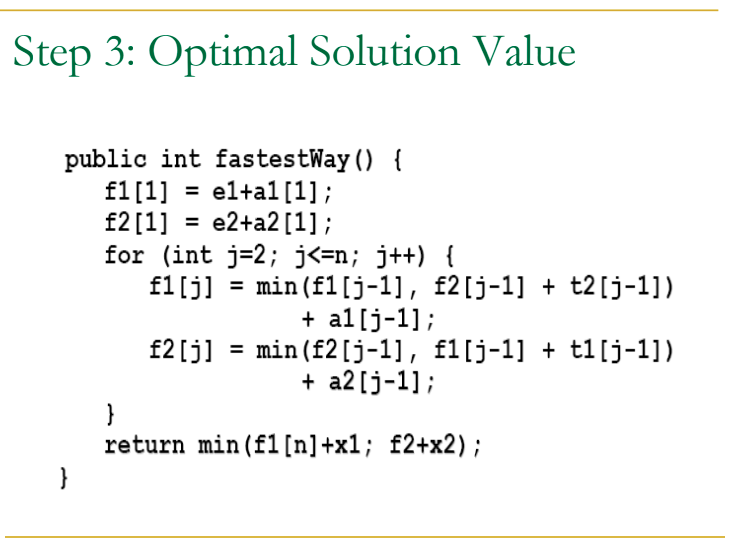 Step 3: Optimal Solution Value
public int fastestWay() {
f1[1] = e1+a1[1];
f2[1] = e2+a2[1];
for (int j=2; j<=n; j++) {
f1[j] = min(f1[j-1], f2[j-1] + t2[j-1])
+ a1[j-1];
f2[j] = min(f2[j-1], f1[j-1] + t1[j-1])
+ a2[j-1];
}
return min(f1[n]+x1; f2+x2);
}